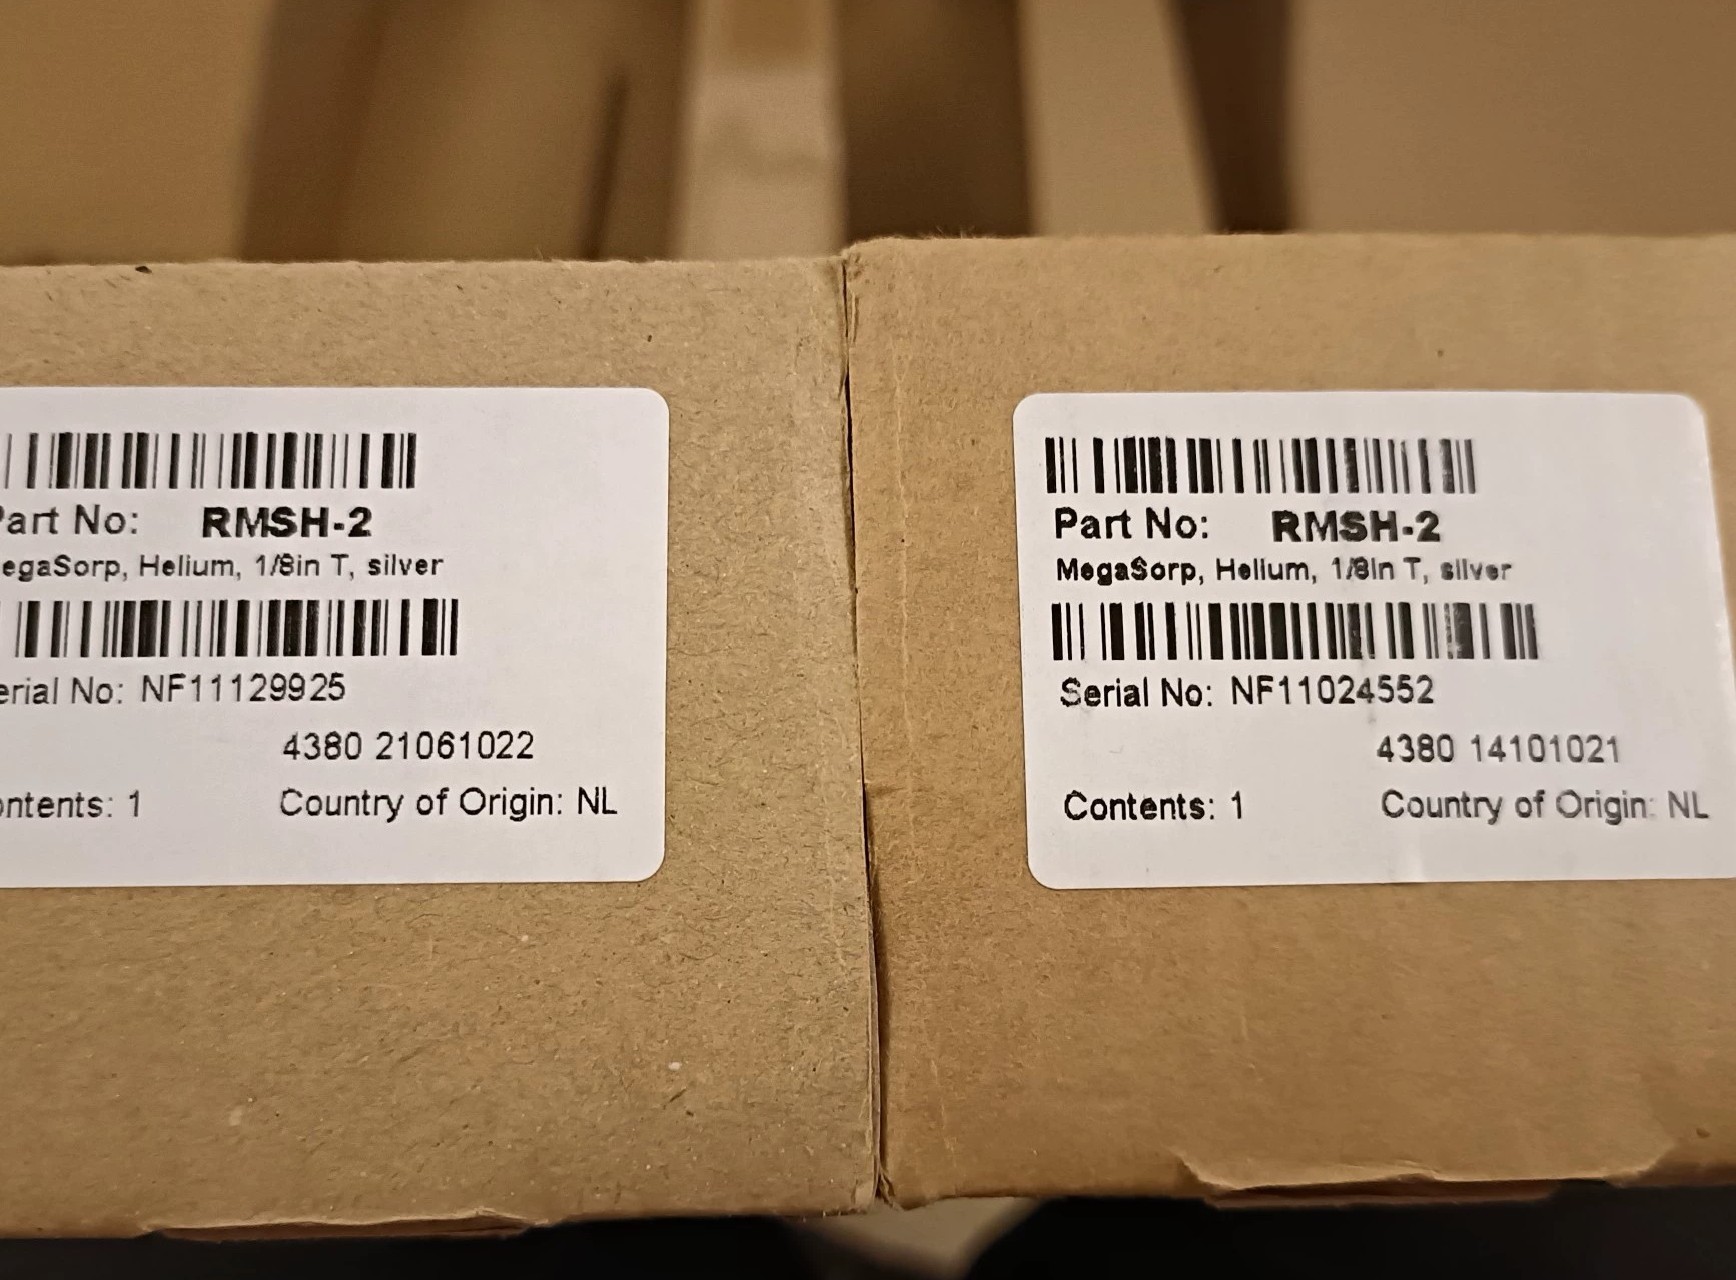 Part No: RMSH-2
egaSorp, Helium, 1/8in T, silver
erial No: NF11129925
4380 21061022
ontents: 1 Country of Origin: NL
Part No: RMSH-2
MegaSorp, Helium, 1/8in T, silver
Serial No: NF11024552
4380 14101021
Contents: 1 Country of Origin: NL